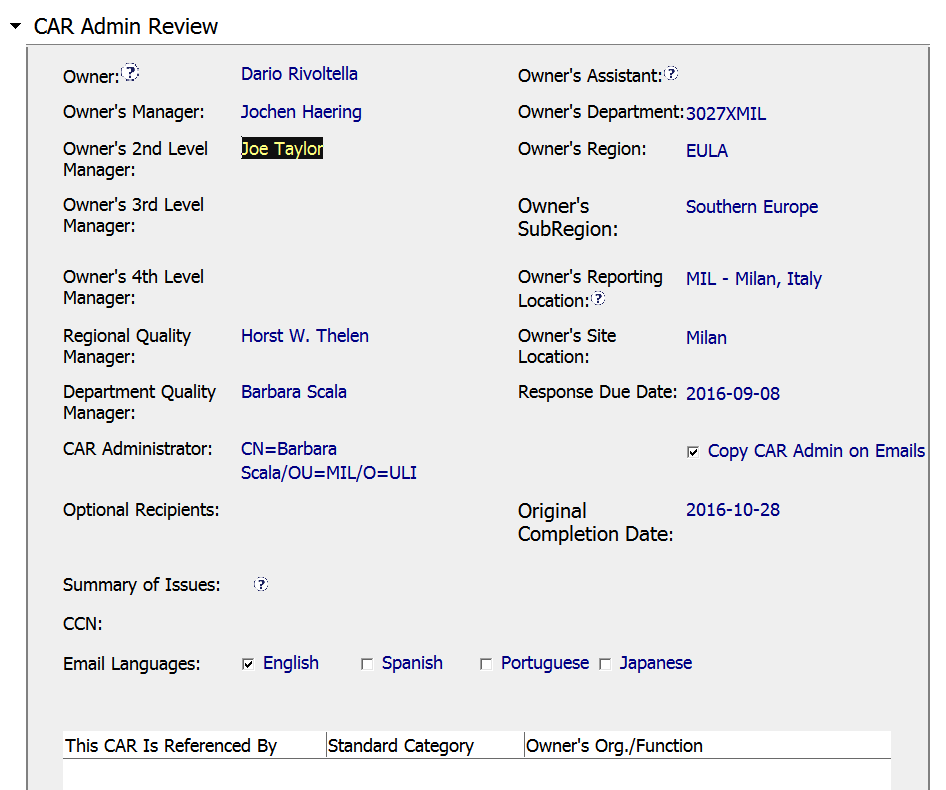 CAR Admin Review
Owner: ?
Dario Rivoltella
Owner's Assistant: ?
Owner's Manager:
Jochen Haering
Owner's Department:
3027XMIL
Owner's 2nd Level
Manager:
Joe Taylor
Owner's Region:
EULA
Owner's 3rd Level
Manager:
Owner's
SubRegion:
Southern Europe
Owner's 4th Level
Manager:
Owner's Reporting
Location: ?
MIL - Milan, Italy
Regional Quality
Manager:
Horst W. Thelen
Owner's Site
Location:
Milan
Department Quality
Manager:
Barbara Scala
Response Due Date:
2016-09-08
CAR Administrator:
CN=Barbara
Scala/OU=MIL/O=ULI
Copy CAR Admin on Emails
Optional Recipients:
Original
Completion Date:
2016-10-28
Summary of Issues: ?
CCN:
Email Languages:
English
Spanish
Portuguese
Japanese
This CAR Is Referenced By
Standard Category
Owner's Org./Function